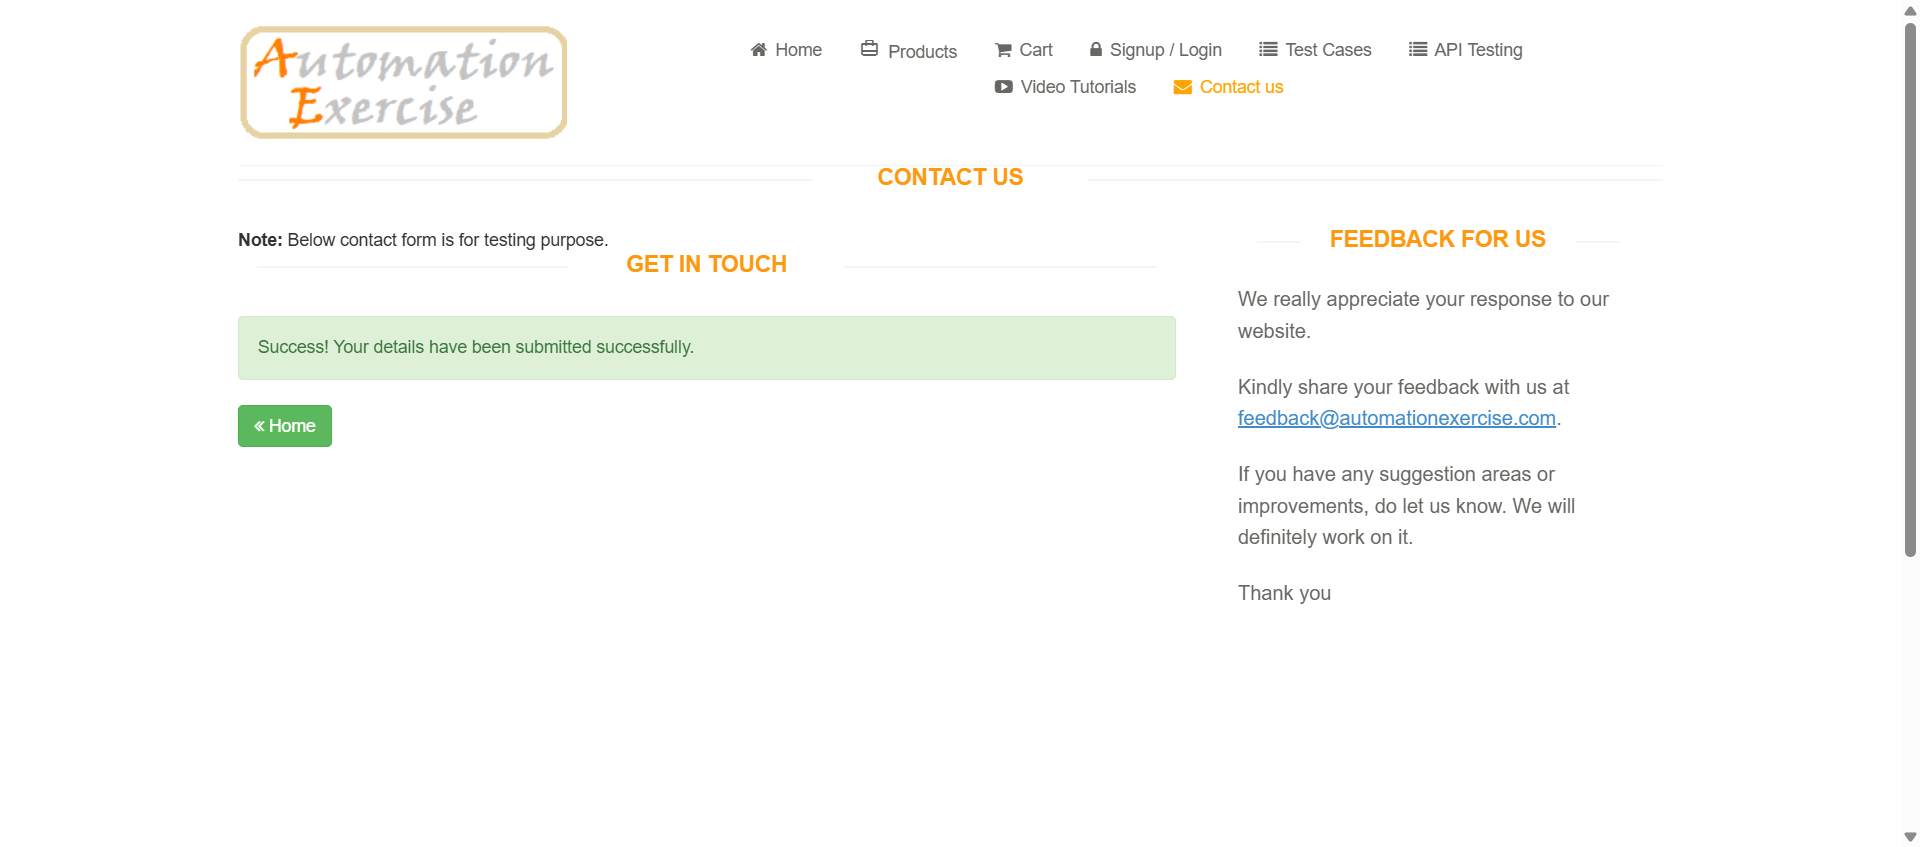 Automation
Exercise
Home
Products
Cart
Signup / Login
Test Cases
API Testing
Video Tutorials
Contact us
CONTACT US
Note: Below contact form is for testing purpose.
GET IN TOUCH
Success! Your details have been submitted successfully.
« Home
FEEDBACK FOR US
We really appreciate your response to our
website.
Kindly share your feedback with us at
feedback@automationexercise.com.
If you have any suggestion areas or
improvements, do let us know. We will
definitely work on it.
Thank you